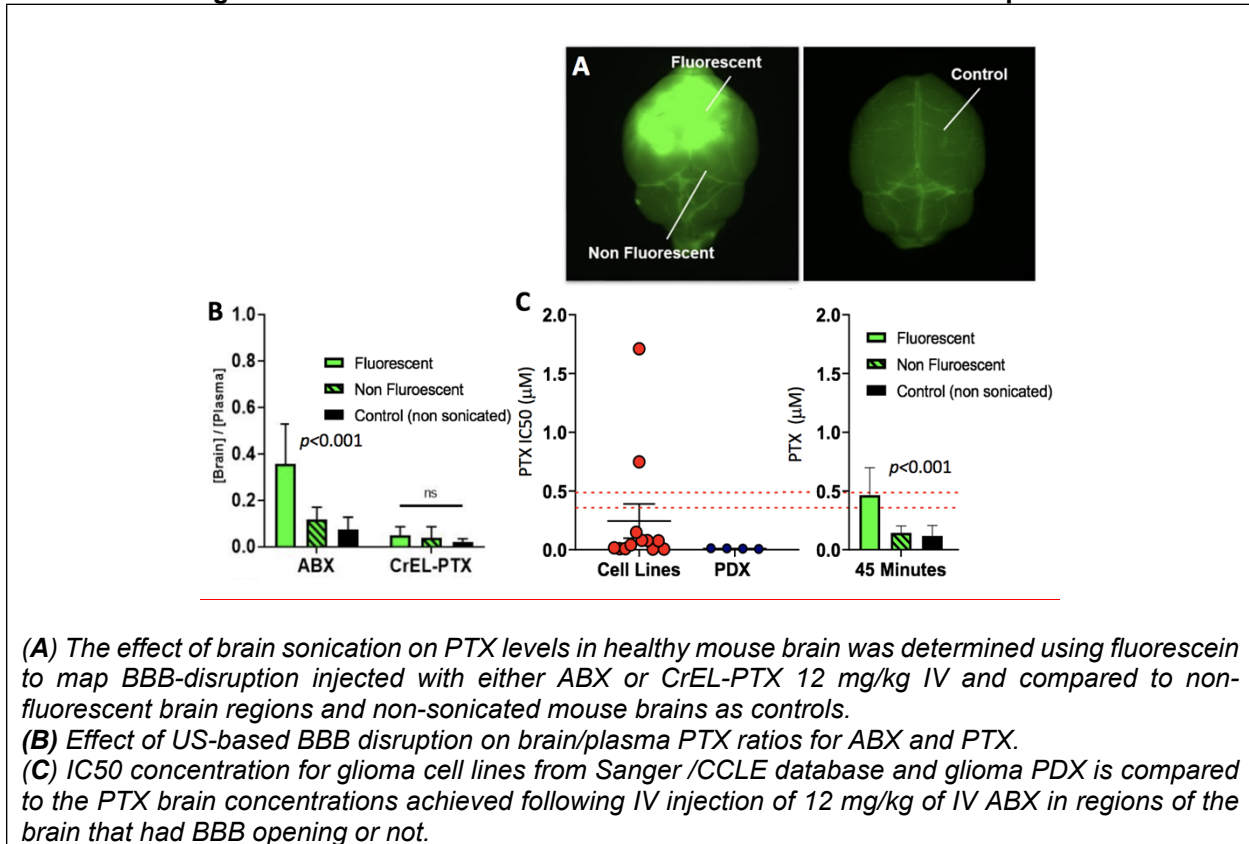 A
Fluorescent
Non Fluorescent
Control
B
1.0
0.8
0.6
0.4
0.2
0.0
[Brain] / [Plasma]
Fluorescent
Non Fluroescent
Control (non sonicated)
p<0.001
ns
ABX
CrEL-PTX
C
2.0
1.5
1.0
0.5
0.0
PTX IC50 (µM)
Cell Lines
PDX
2.0
1.5
1.0
0.5
0.0
PTX (µM)
Fluorescent
Non Fluroescent
Control (non sonicated)
p<0.001
45 Minutes
(A) The effect of brain sonication on PTX levels in healthy mouse brain was determined using fluorescein
to map BBB-disruption injected with either ABX or CrEL-PTX 12 mg/kg IV and compared to non-
fluorescent brain regions and non-sonicated mouse brains as controls.
(B) Effect of US-based BBB disruption on brain/plasma PTX ratios for ABX and PTX.
(C) IC50 concentration for glioma cell lines from Sanger /CCLE database and glioma PDX is compared
to the PTX brain concentrations achieved following IV injection of 12 mg/kg of IV ABX in regions of the
brain that had BBB opening or not.